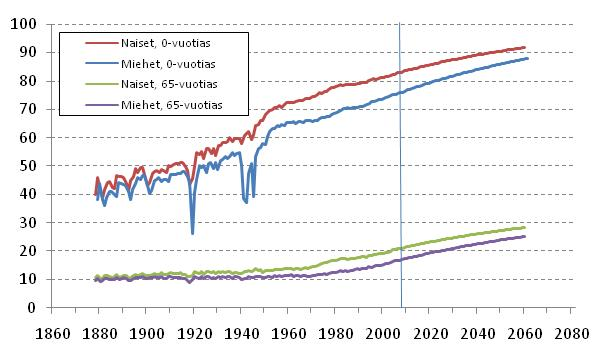 100
90
80
70
60
50
40
30
20
10
0
Naiset, 0-vuotias
Miehet, 0-vuotias
Naiset, 65-vuotias
Miehet, 65-vuotias
1860 1880 1900 1920 1940 1960 1980 2000 2020 2040 2060 2080